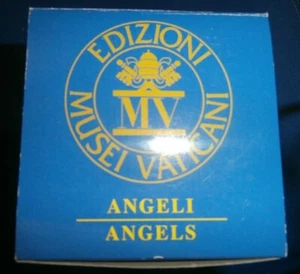 EDIZIONI
MUSEI VATICANI
MV
ANGELI
ANGELS